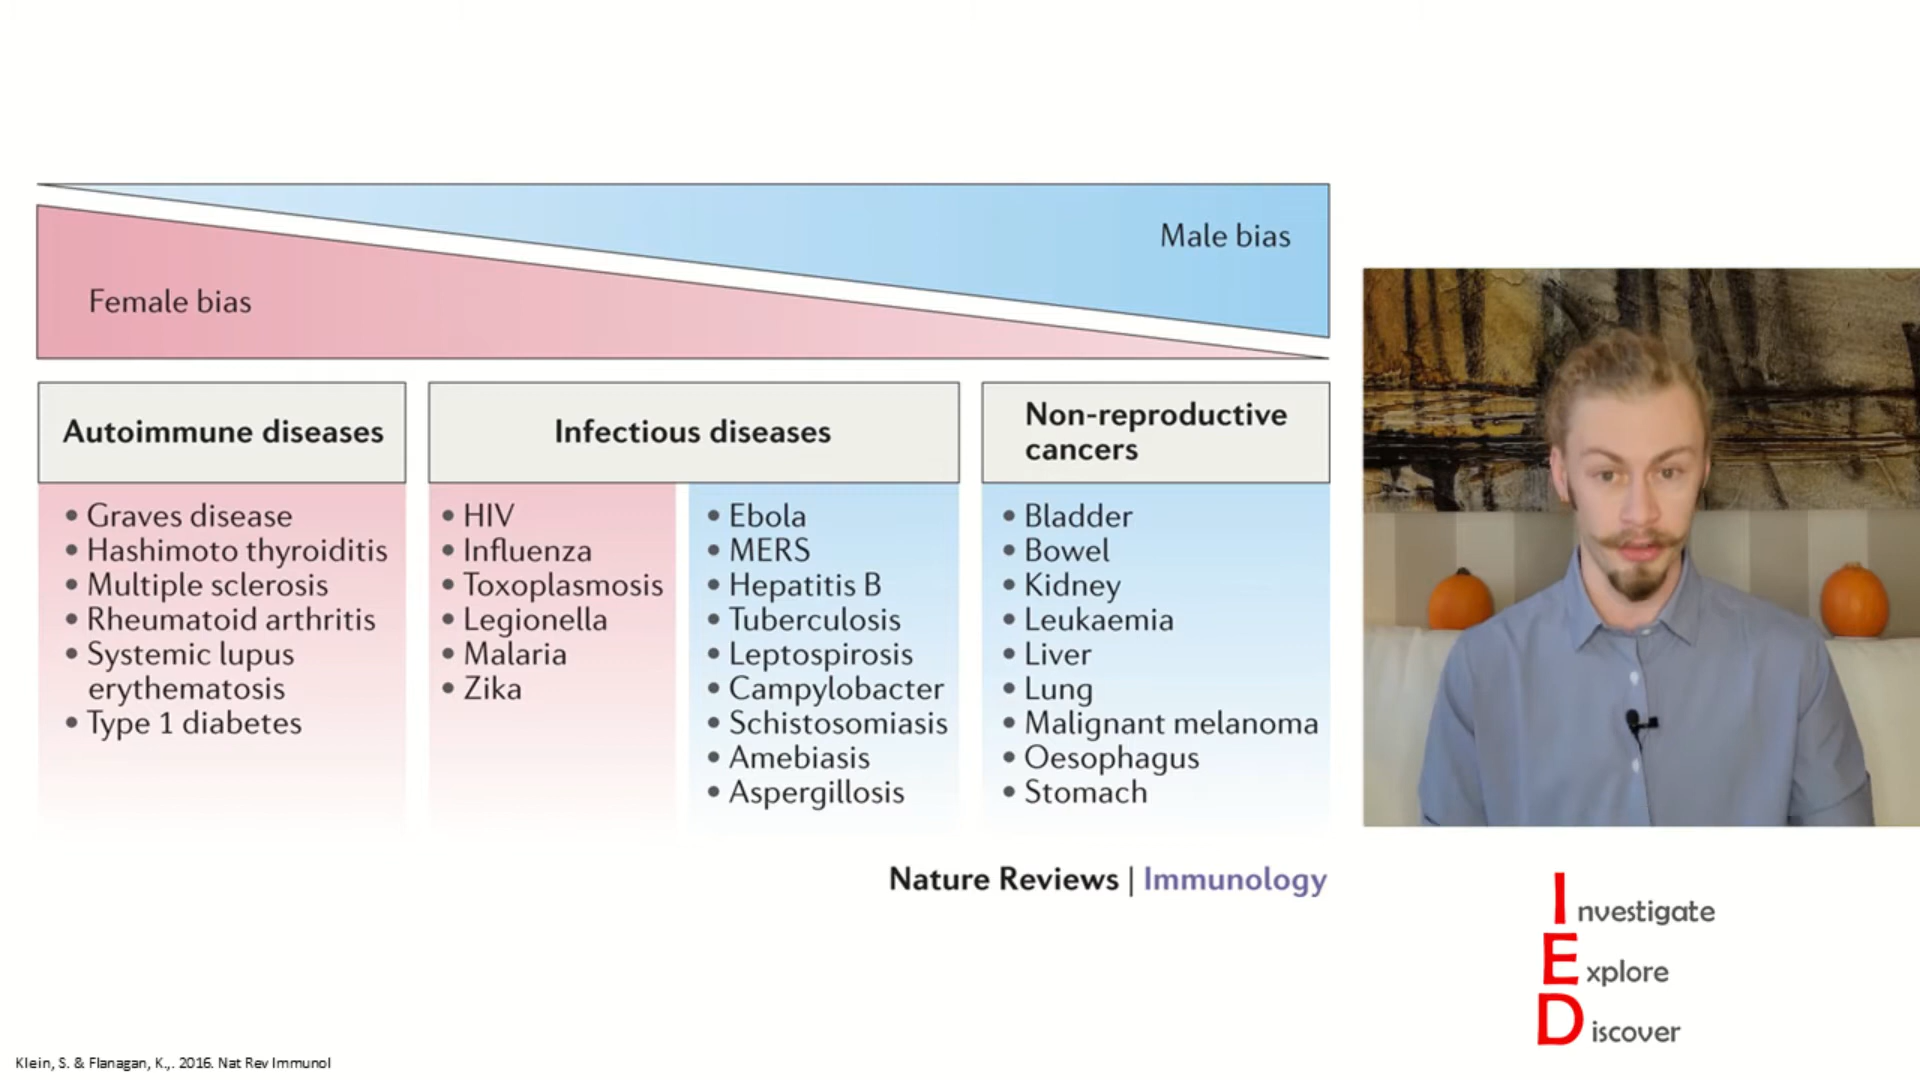 Male bias
Female bias
Autoimmune diseases
• Graves disease
• Hashimoto thyroiditis
• Multiple sclerosis
• Rheumatoid arthritis
• Systemic lupus
erythematosis
• Type 1 diabetes
Infectious diseases
• HIV
• Influenza
• Toxoplasmosis
• Legionella
• Malaria
• Zika
• Ebola
• MERS
• Hepatitis B
• Tuberculosis
• Leptospirosis
• Campylobacter
• Schistosomiasis
• Amebiasis
• Aspergillosis
Non-reproductive
cancers
• Bladder
• Bowel
• Kidney
• Leukaemia
• Liver
• Lung
• Malignant melanoma
• Oesophagus
• Stomach
Nature Reviews | Immunology
Investigate
Explore
Discover
Klein, S. & Flanagan, K.,. 2016. Nat Rev Immunol